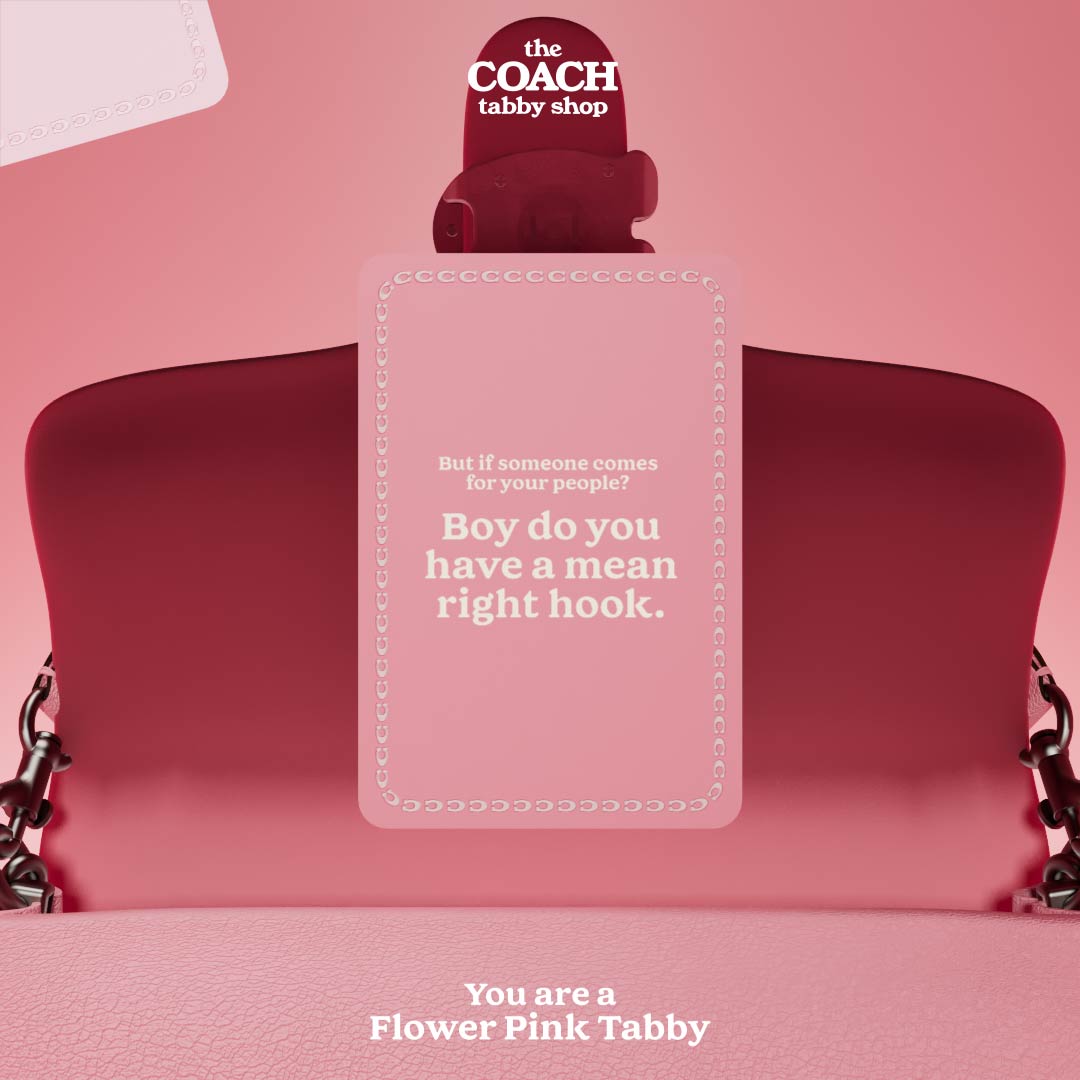 the
COACH
tabby shop
But if someone comes
for your people?
Boy do you
have a mean
right hook.
You are a
Flower Pink Tabby